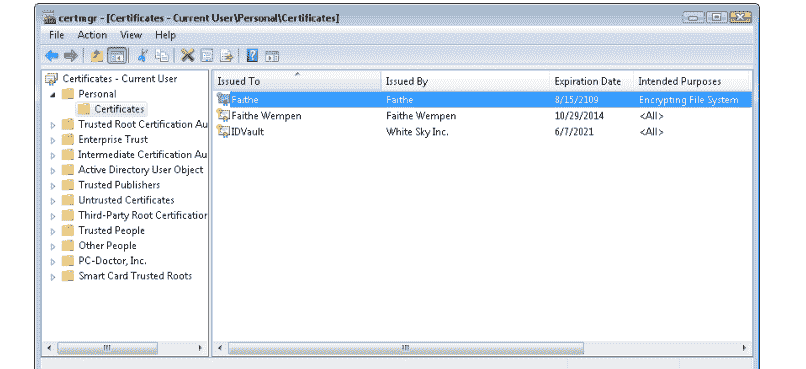 certmgr - [Certificates - Current User\Personal\Certificates]
File Action View Help
Certificates - Current User
Personal
Certificates
Trusted Root Certification Au
Enterprise Trust
Intermediate Certification Au
Active Directory User Object
Trusted Publishers
Untrusted Certificates
Third-Party Root Certification
Trusted People
Other People
PC-Doctor, Inc.
Smart Card Trusted Roots
Issued To Issued By Expiration Date Intended Purposes
Faithe Faithe 8/15/2109 Encrypting File System
Faithe Wempen Faithe Wempen 10/29/2014 <All>
IDVault White Sky Inc. 6/7/2021 <All>